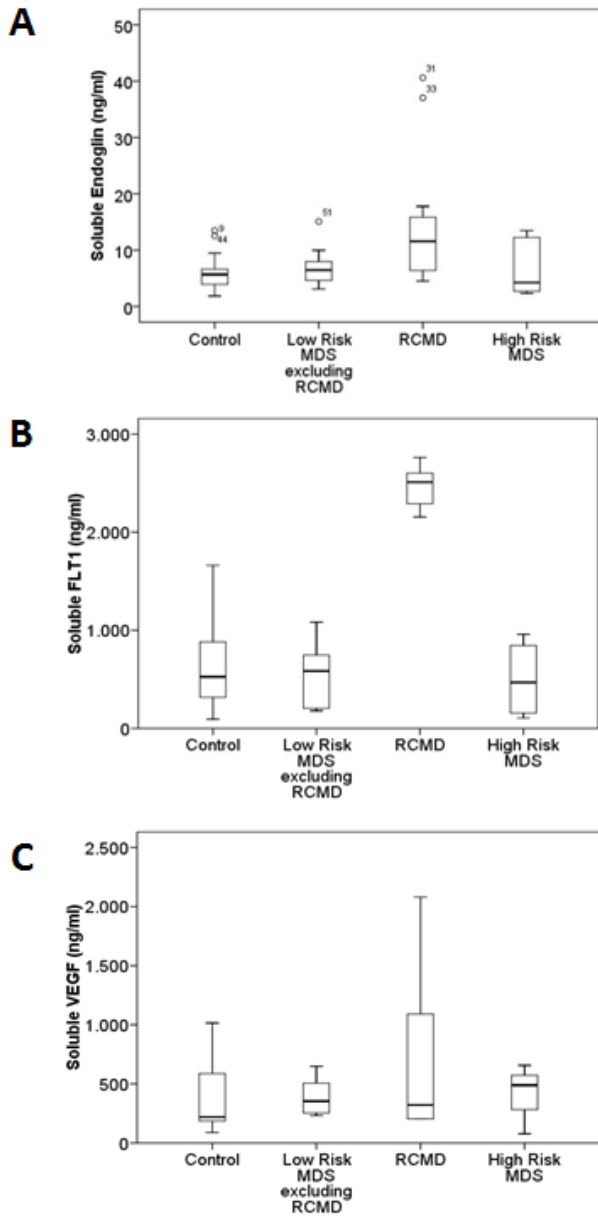 A
Soluble Endoglin (ng/ml)
50
40
30
20
10
0
9
44
51
31
33
Control
Low Risk
MDS
excluding
RCMD
RCMD
High Risk
MDS
B
Soluble FLT1 (ng/ml)
3.000
2.000
1.000
0
Control
Low Risk
MDS
excluding
RCMD
RCMD
High Risk
MDS
C
Soluble VEGF (ng/ml)
2.500
2.000
1.500
1.000
500
0
Control
Low Risk
MDS
excluding
RCMD
RCMD
High Risk
MDS